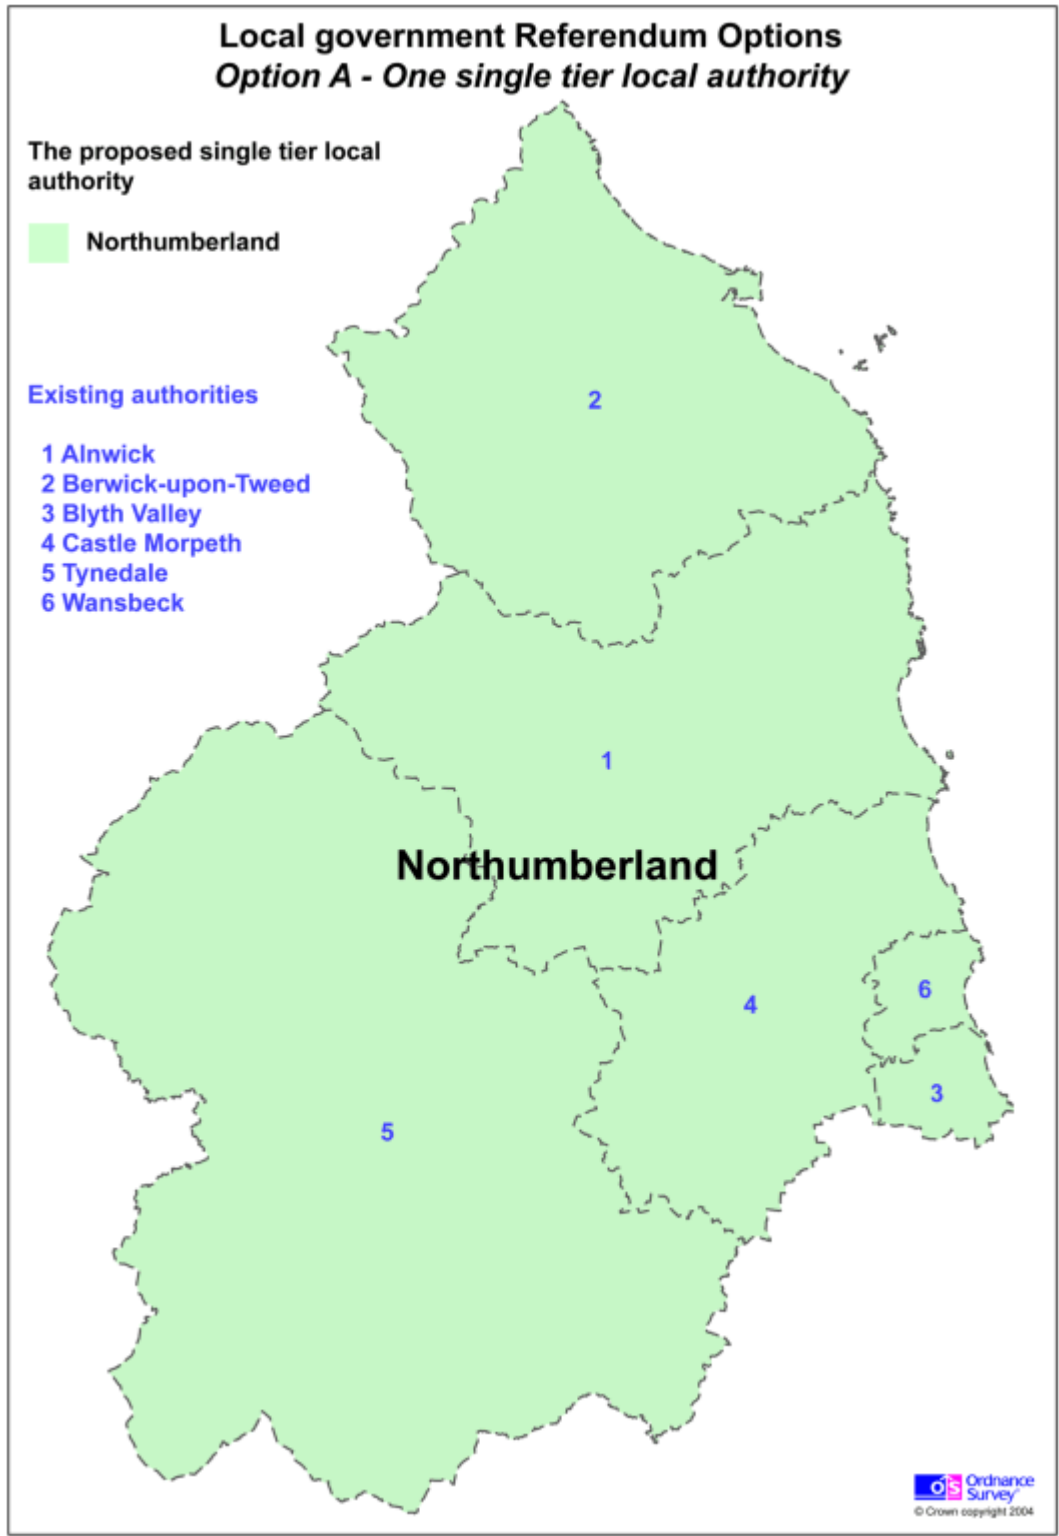 Local government Referendum Options
Option A - One single tier local authority
The proposed single tier local
authority
Northumberland
Existing authorities
1 Alnwick
2 Berwick-upon-Tweed
3 Blyth Valley
4 Castle Morpeth
5 Tynedale
6 Wansbeck
2
1
Northumberland
6
4
3
5
OS Ordnance
Survey®
© Crown copyright 2004